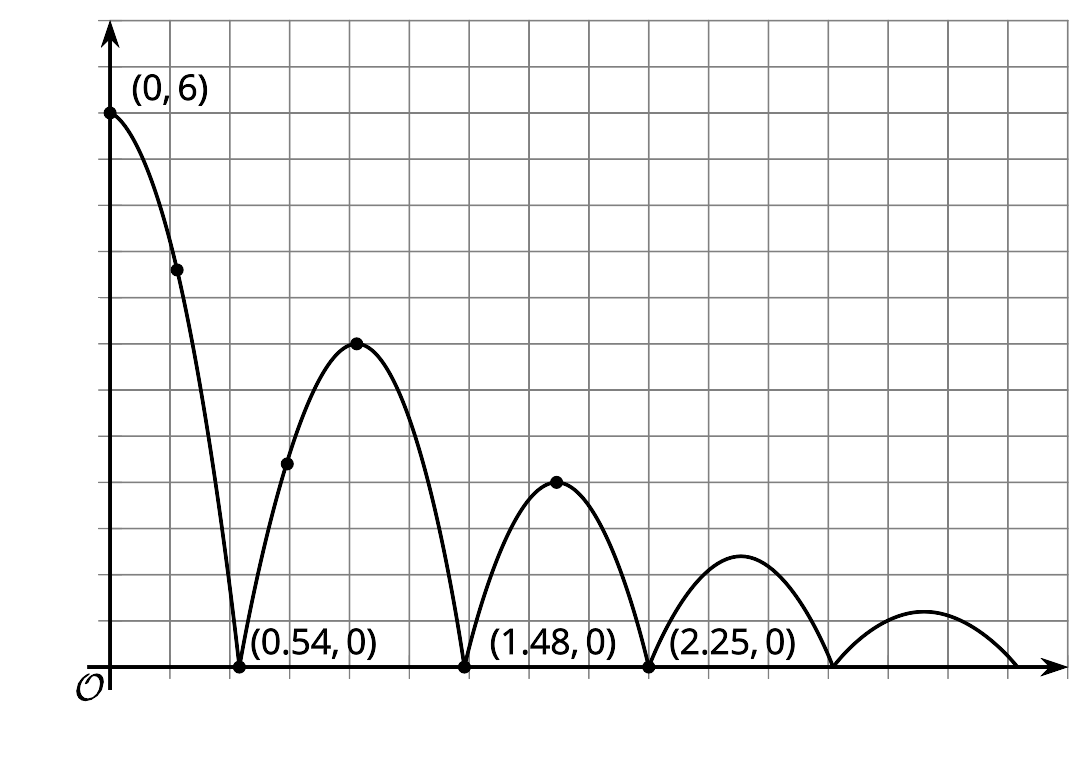 (0, 6)
(0.54, 0)
(1.48, 0)
(2.25, 0)
O